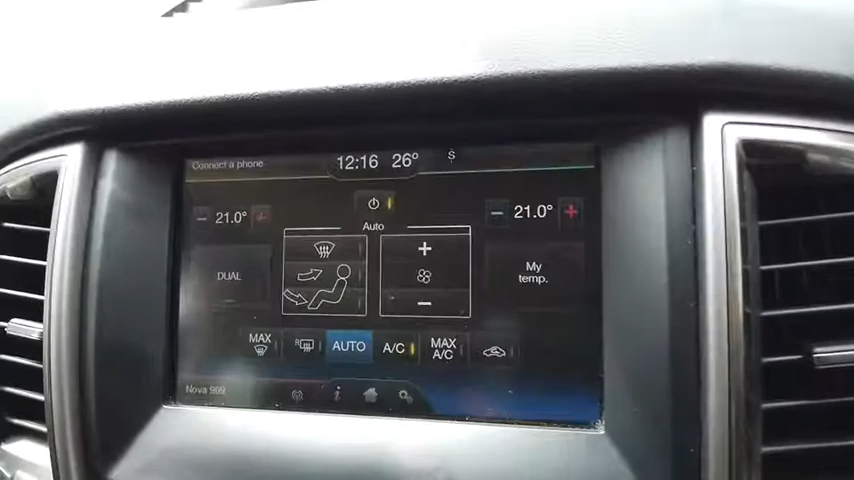 Connect a phone 12:16 26° S
21.0° 21.0°
Auto
DUAL
My temp.
MAX R AUTO A/C MAX A/C
Nova 969